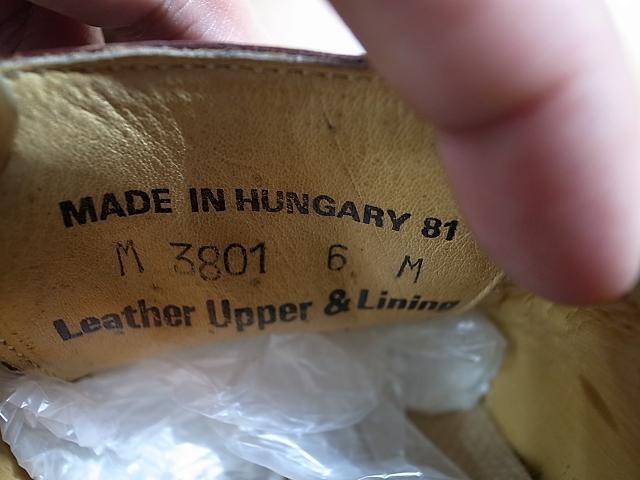 MADE IN HUNGARY 81
M 3801 6 M
Leather Upper & Lining